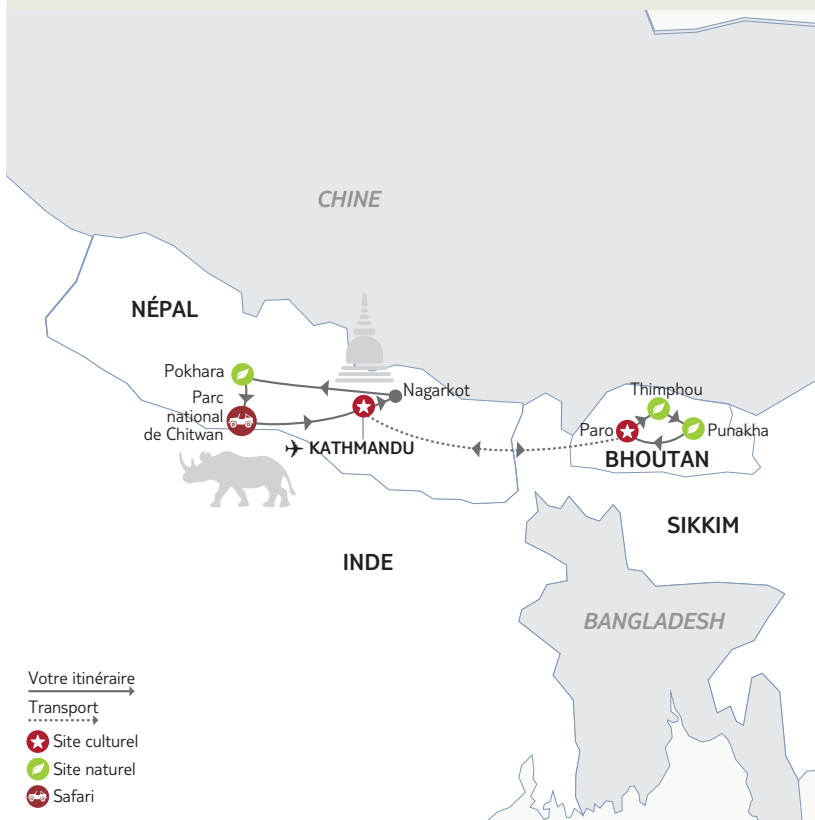 CHINE
NÉPAL
Pokhara
Parc
national
de Chitwan
Nagarkot
KATHMANDU
Thimphou
Paro
Punakha
BHOUTAN
SIKKIM
INDE
BANGLADESH
Votre itinéraire
Transport
Site culturel
Site naturel
Safari